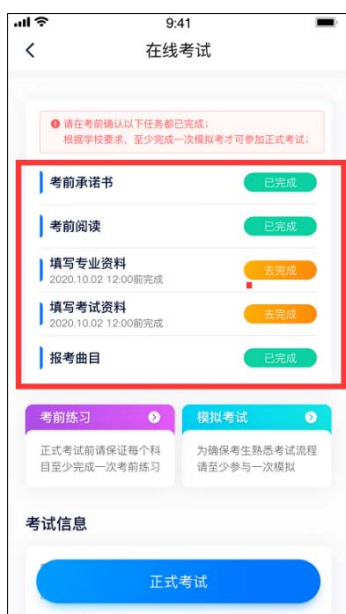 9:41
在线考试
请在考前确认以下任务都已完成；
根据学校要求，至少完成一次模拟考才可参加正式考试；
考前承诺书
已完成
考前阅读
已完成
填写专业资料
2020.10.02 12:00前完成
去完成
填写考试资料
2020.10.02 12:00前完成
去完成
报考曲目
已完成
考前练习
正式考试前请保证每个科
目至少完成一次考前练习
模拟考试
为确保考生熟悉考试流程
请至少参与一次模拟
考试信息
正式考试